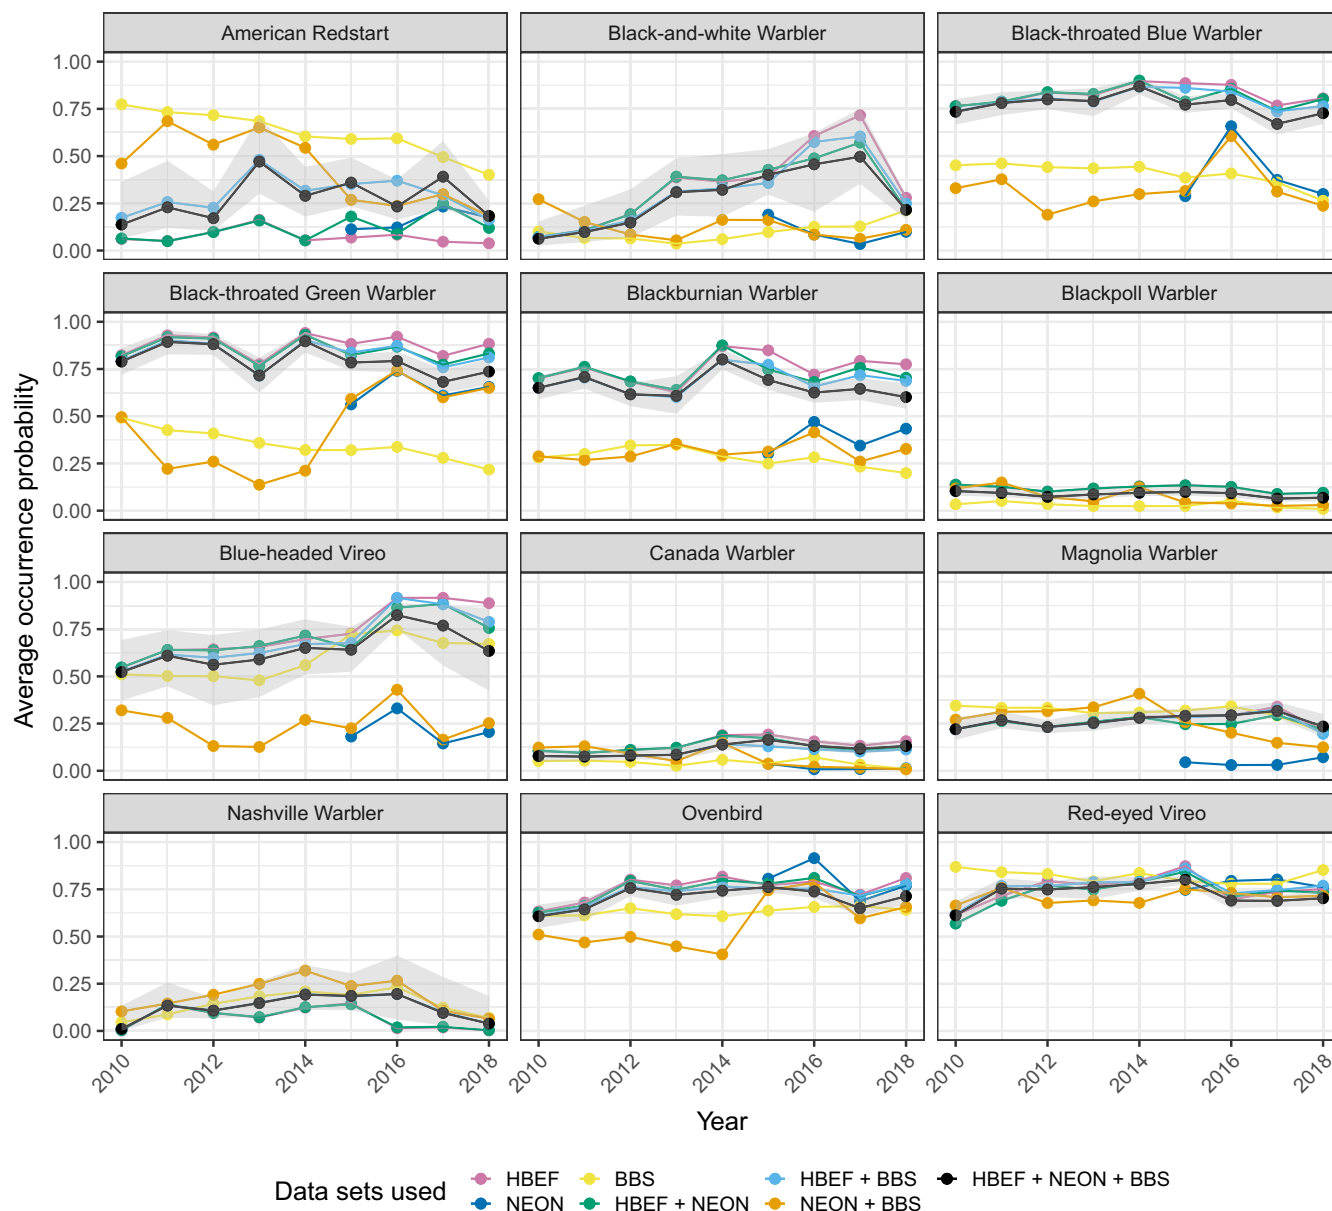 American Redstart
Black-and-white Warbler
Black-throated Blue Warbler
1.00
0.75
0.50
0.25
0.00
Black-throated Green Warbler
Blackburnian Warbler
Blackpoll Warbler
1.00
0.75
0.50
0.25
0.00
Average occurrence probability
Blue-headed Vireo
Canada Warbler
Magnolia Warbler
1.00
0.75
0.50
0.25
0.00
Nashville Warbler
Ovenbird
Red-eyed Vireo
1.00
0.75
0.50
0.25
0.00
2010 2012 2014 2016 2018
2010 2012 2014 2016 2018
2010 2012 2014 2016 2018
Year
Data sets used
HBEF BBS HBEF + BBS HBEF + NEON + BBS
NEON HBEF + NEON NEON + BBS